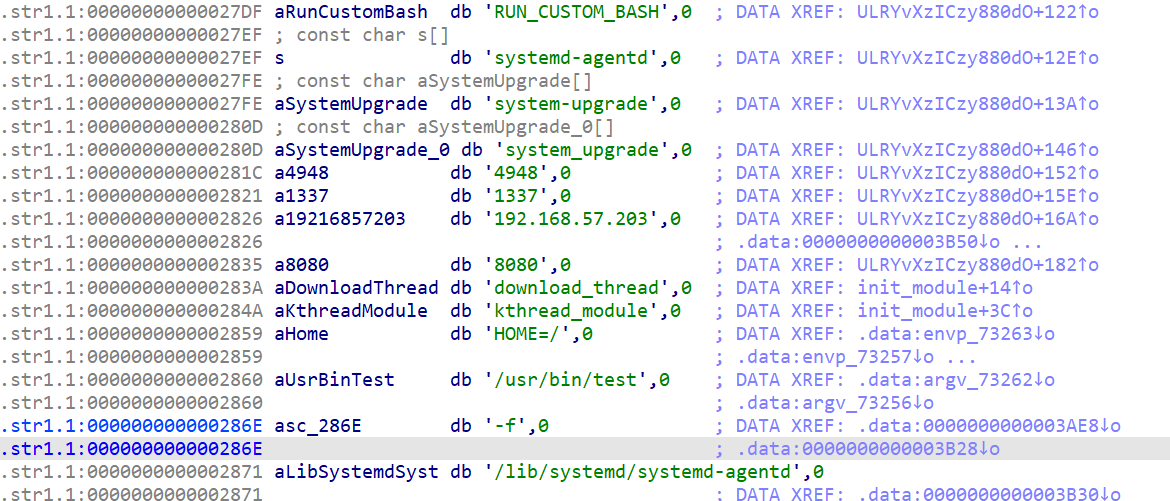 .str1.1:00000000000027DF aRunCustomBash db 'RUN_CUSTOM_BASH',0 ; DATA XREF: ULRYvXzICzy880dO+122↑o
.str1.1:00000000000027EF ; const char s[]
.str1.1:00000000000027EF s db 'systemd-agentd',0 ; DATA XREF: ULRYvXzICzy880dO+12E↑o
.str1.1:00000000000027FE ; const char aSystemUpgrade[]
.str1.1:00000000000027FE aSystemUpgrade db 'system-upgrade',0 ; DATA XREF: ULRYvXzICzy880dO+13A↑o
.str1.1:000000000000280D ; const char aSystemUpgrade_0[]
.str1.1:000000000000280D aSystemUpgrade_0 db 'system_upgrade',0 ; DATA XREF: ULRYvXzICzy880dO+146↑o
.str1.1:000000000000281C a4948 db '4948',0 ; DATA XREF: ULRYvXzICzy880dO+152↑o
.str1.1:0000000000002821 a1337 db '1337',0 ; DATA XREF: ULRYvXzICzy880dO+15E↑o
.str1.1:0000000000002826 a19216857203 db '192.168.57.203',0 ; DATA XREF: ULRYvXzICzy880dO+16A↑o
.str1.1:0000000000002826 ; .data:0000000000003B50↓o ...
.str1.1:0000000000002835 a8080 db '8080',0 ; DATA XREF: ULRYvXzICzy880dO+182↑o
.str1.1:000000000000283A aDownloadThread db 'download_thread',0 ; DATA XREF: init_module+14↑o
.str1.1:000000000000284A aKthreadModule db 'kthread_module',0 ; DATA XREF: init_module+3C↑o
.str1.1:0000000000002859 aHome db 'HOME=/',0 ; DATA XREF: .data:envp_73263↓o
.str1.1:0000000000002859 ; .data:envp_73257↓o ...
.str1.1:0000000000002860 aUsrBinTest db '/usr/bin/test',0 ; DATA XREF: .data:argv_73262↓o
.str1.1:0000000000002860 ; .data:argv_73256↓o
.str1.1:000000000000286E asc_286E db '-f',0 ; DATA XREF: .data:0000000000003AE8↓o
.str1.1:000000000000286E ; .data:0000000000003B28↓o
.str1.1:0000000000002871 aLibSystemdSyst db '/lib/systemd/systemd-agentd',0
.str1.1:0000000000002871 ; DATA XREF: .data:0000000000003B30↓o